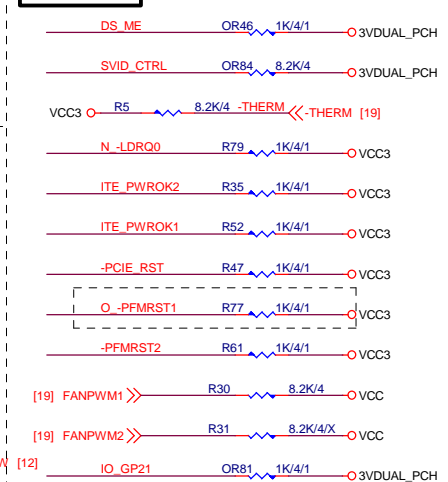 DS_ME OR46 1K/4/1 3VDUAL_PCH
SVID_CTRL OR84 8.2K/4 3VDUAL_PCH
VCC3 R5 8.2K/4 -THERM -THERM [19]
N_-LDRQ0 R79 1K/4/1 VCC3
ITE_PWROK2 R35 1K/4/1 VCC3
ITE_PWROK1 R52 1K/4/1 VCC3
-PCIE_RST R47 1K/4/1 VCC3
O_-PFMRST1 R77 1K/4/1 VCC3
-PFMRST2 R61 1K/4/1 VCC3
[19] FANPWM1 R30 8.2K/4 VCC
[19] FANPWM2 R31 8.2K/4/X VCC
[12]
IO_GP21 OR81 1K/4/1 3VDUAL_PCH